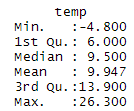 temp
Min.   :-4.800
1st Qu.: 6.000
Median : 9.500
Mean   : 9.947
3rd Qu.:13.900
Max.   :26.300